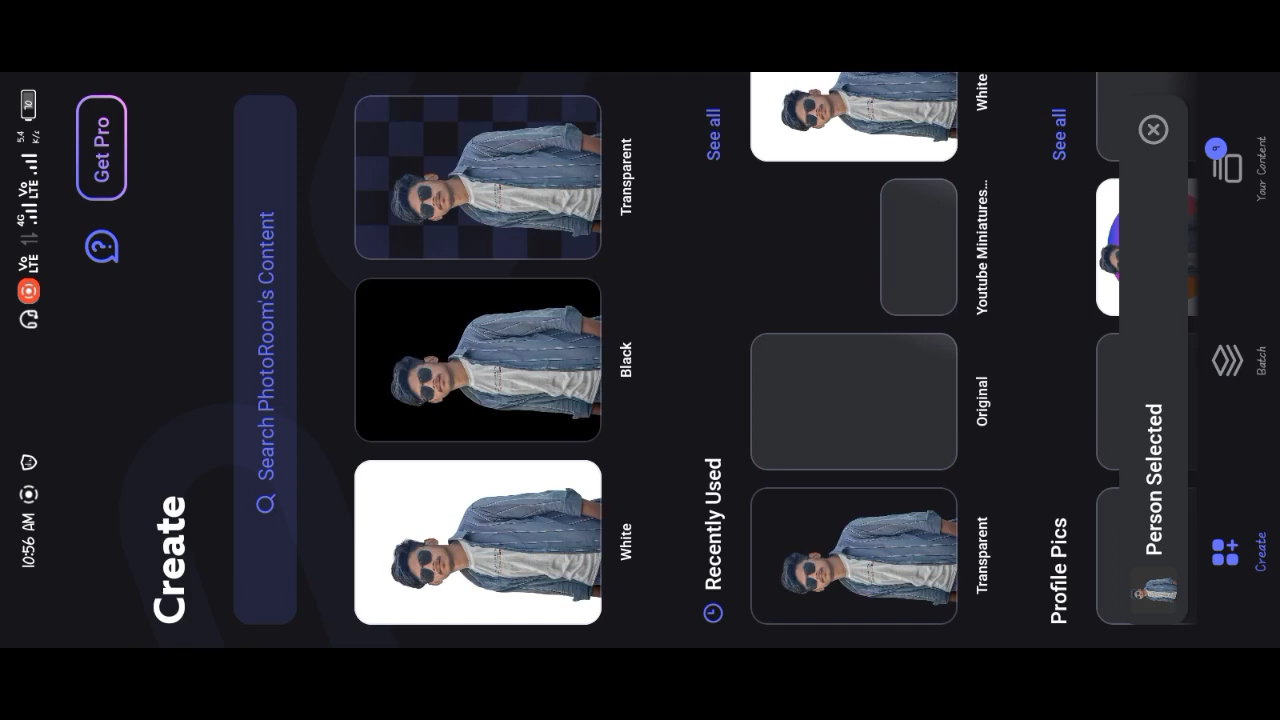 10:56 AM
Vo LTE 4G Vo LTE 5.4 K/s 10
Get Pro
Create
Search PhotoRoom's Content
White
Black
Transparent
Recently Used
See all
Transparent
Original
Youtube Miniatures...
White
Profile Pics
See all
Person Selected
Create
Batch
9
Your Content